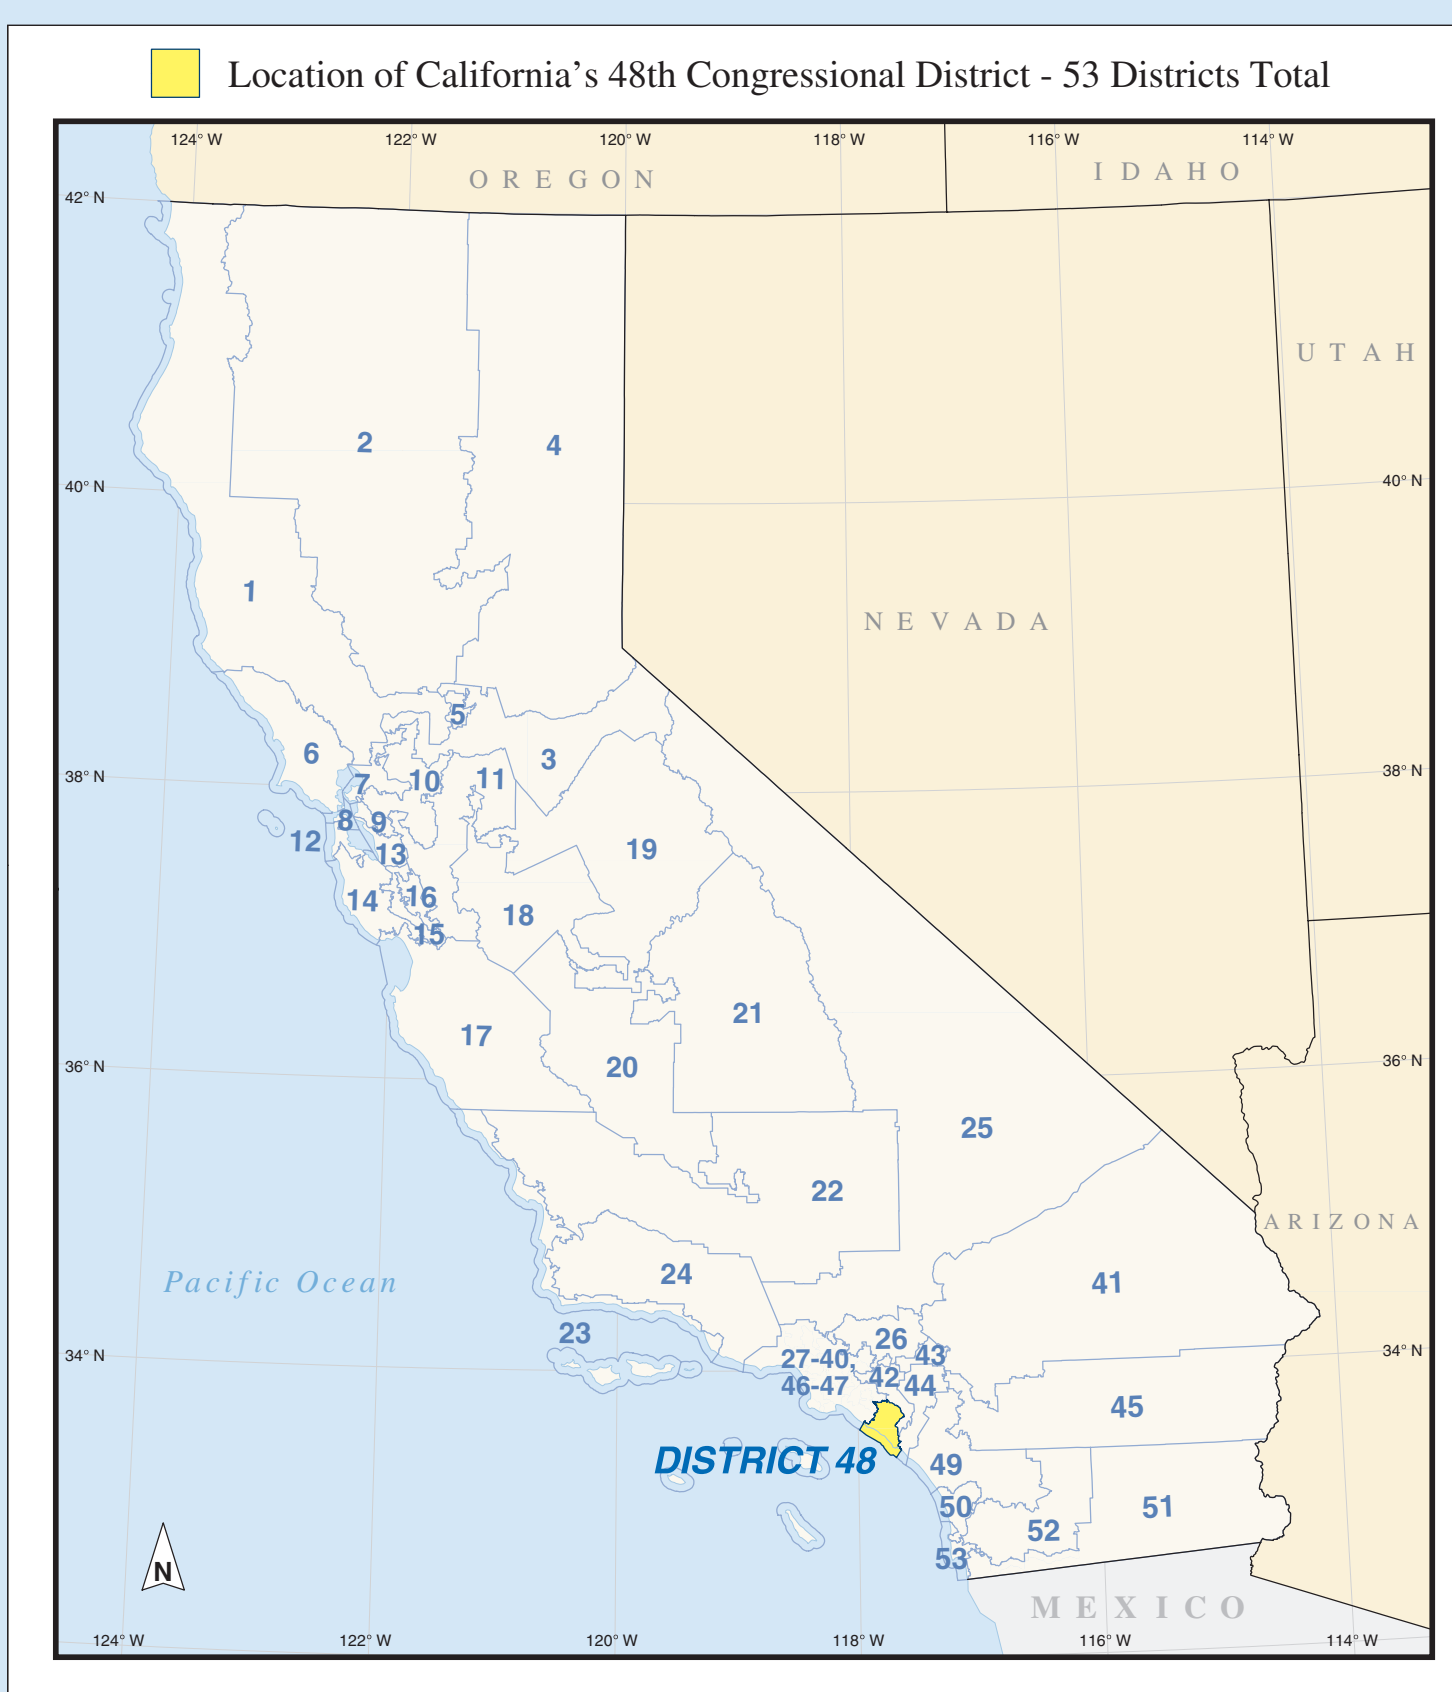 Location of California's 48th Congressional District - 53 Districts Total
124° W
122° W
120° W
118° W
116° W
114° W
OREGON
IDAHO
42° N
UTAH
2
4
40° N
40° N
1
NEVADA
5
6
3
38° N
7
10
11
38° N
8
9
12
13
19
14
16
18
15
21
17
20
36° N
36° N
25
22
ARIZONA
Pacific Ocean
24
41
23
26
34° N
27-40,
43
34° N
46-47
42
44
45
DISTRICT 48
49
50
51
52
53
N
MEXICO
124° W
122° W
120° W
118° W
116° W
114° W